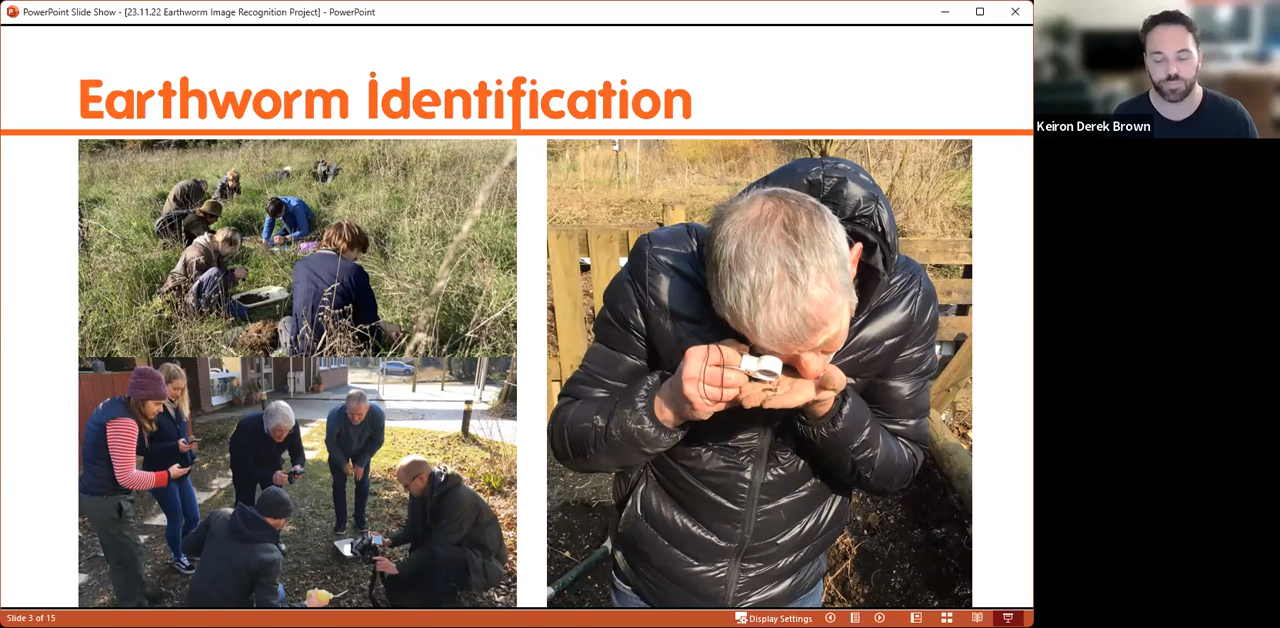 PowerPoint Slide Show - [23.11.22 Earthworm Image Recognition Project] - PowerPoint
Earthworm Identification
Keiron Derek Brown
Slide 3 of 15
Display Settings